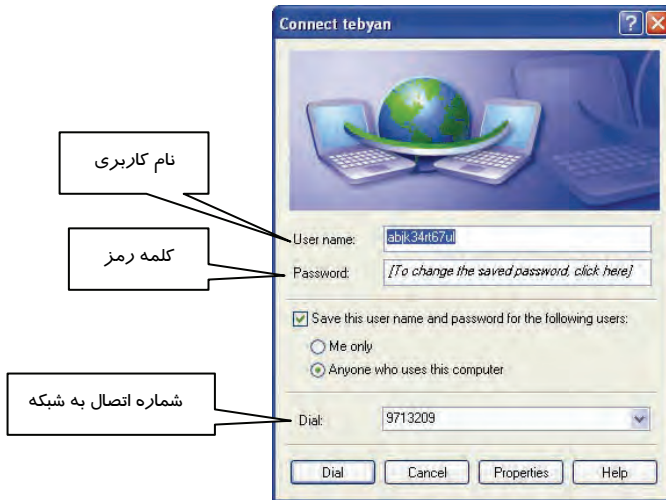 Connect tebyan
نام کاربری
User name:
abjk34rt67ul
کلمه رمز
Password:
[To change the saved password, click here]
Save this user name and password for the following users:
Me only
Anyone who uses this computer
شماره اتصال به شبکه
Dial:
9713209
Dial
Cancel
Properties
Help